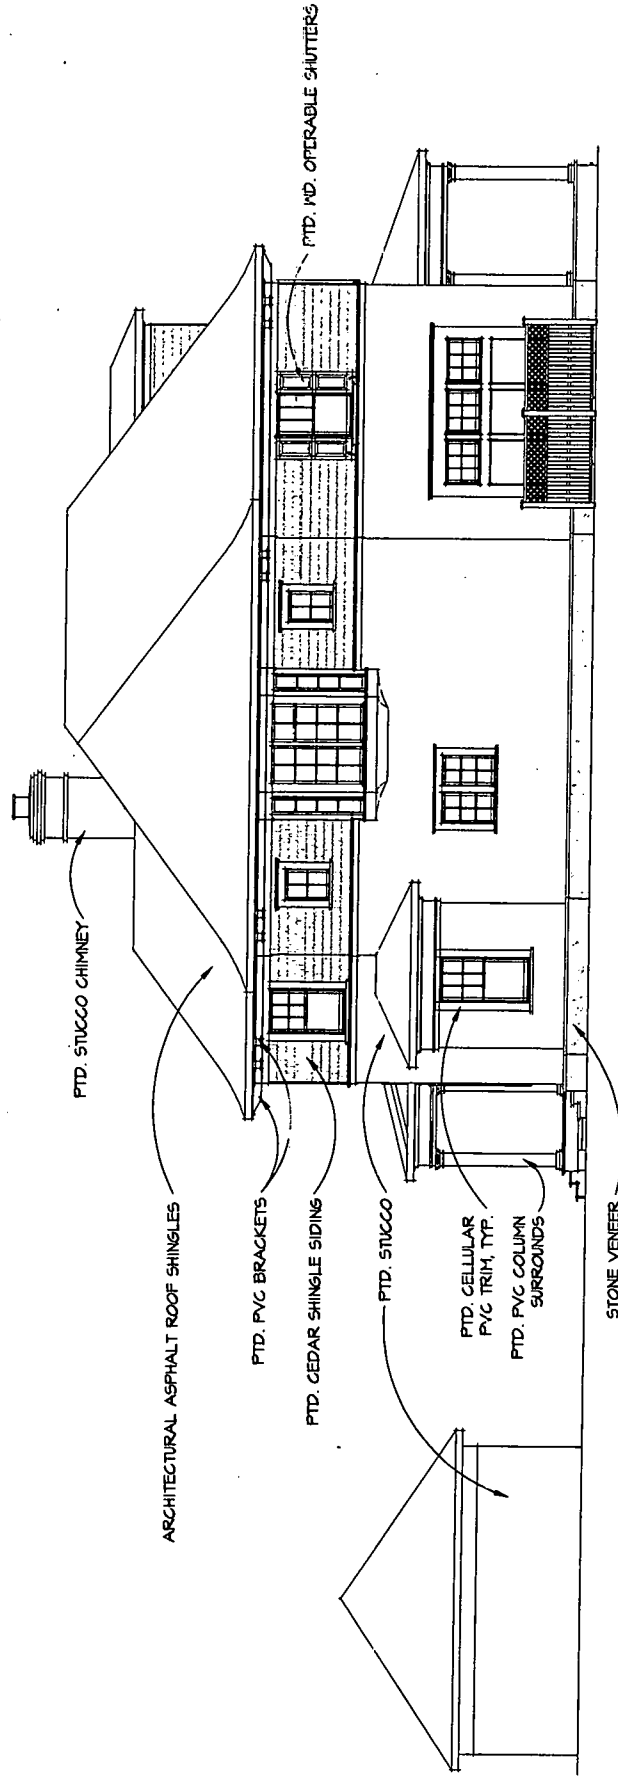 PTD. STUCCO CHIMNEY
ARCHITECTURAL ASPHALT ROOF SHINGLES
PTD. PVC BRACKETS
PTD. CEDAR SHINGLE SIDING
PTD. STUCCO
PTD. CELLULAR
PVC TRIM, TYP.
PTD. PVC COLUMN
SURROUNDS
STONE VENEER
PTD. WD. OPERABLE SHUTTERS